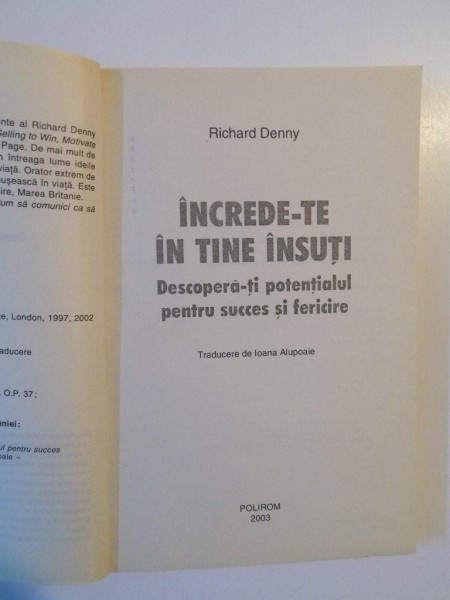 nte al Richard Denny
Selling to Win, Motivate
Page. De mai mult de
n întreaga lume ideile
viață. Orator extrem de
ușească în viață. Este
ire, Marea Britanie.
um să comunici ca să
e, London, 1997, 2002
aducere
O.P. 37;
niei:
ul pentru succes
oaie –
Richard Denny
ÎNCREDE-TE
ÎN TINE ÎNSUȚI
Descoperă-ți potențialul
pentru succes și fericire
Traducere de Ioana Alupoaie
POLIROM
2003